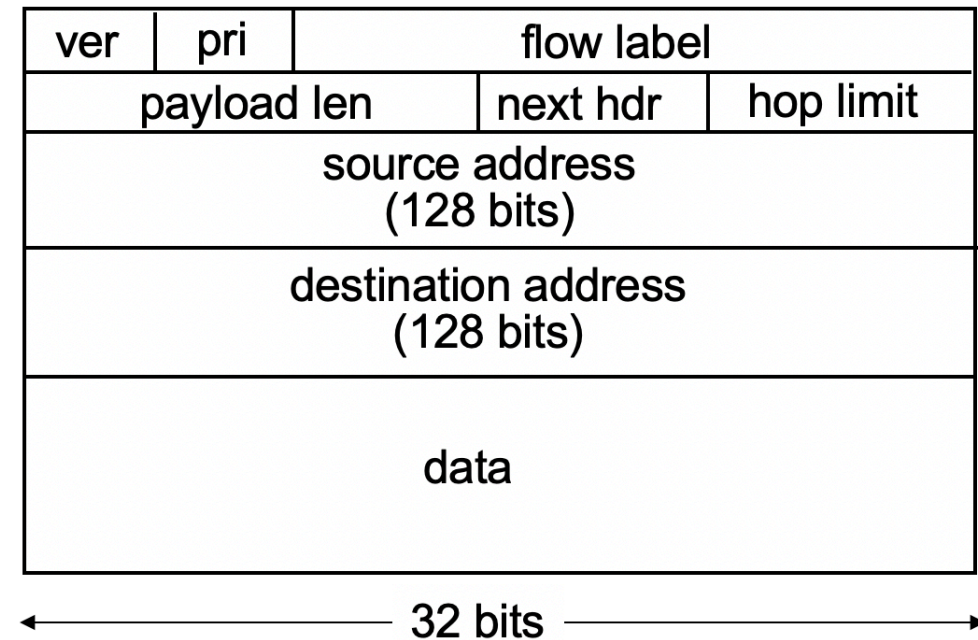 ver pri flow label
payload len next hdr hop limit
source address
(128 bits)
destination address
(128 bits)
data
32 bits